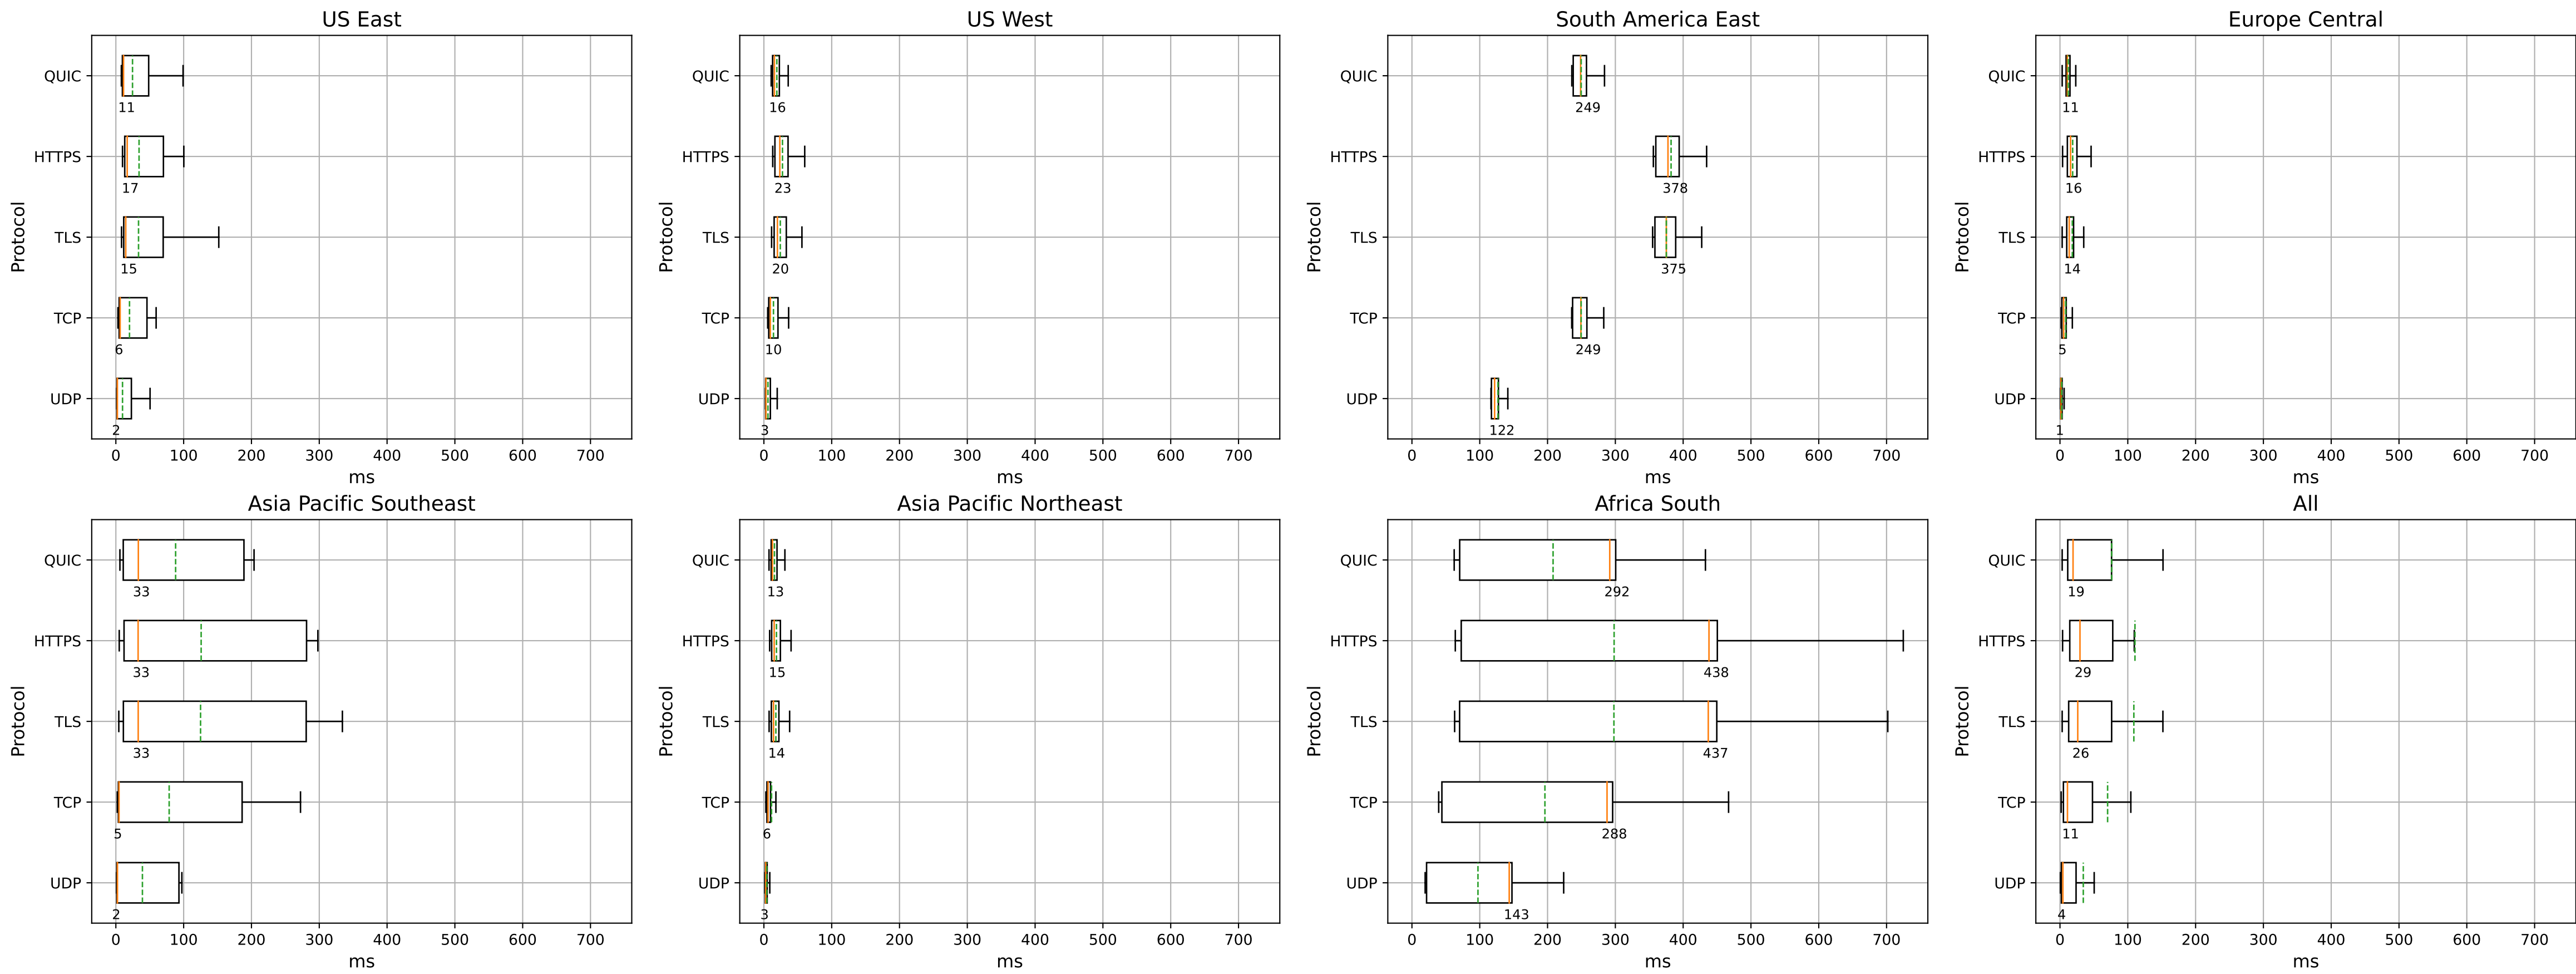 US East
Protocol
QUIC
11
HTTPS
17
TLS
15
TCP
6
UDP
2
0 100 200 300 400 500 600 700
ms
US West
Protocol
QUIC
16
HTTPS
23
TLS
20
TCP
10
UDP
3
0 100 200 300 400 500 600 700
ms
South America East
Protocol
QUIC
249
HTTPS
378
TLS
375
TCP
249
UDP
122
0 100 200 300 400 500 600 700
ms
Europe Central
Protocol
QUIC
11
HTTPS
16
TLS
14
TCP
5
UDP
1
0 100 200 300 400 500 600 700
ms
Asia Pacific Southeast
Protocol
QUIC
33
HTTPS
33
TLS
33
TCP
5
UDP
2
0 100 200 300 400 500 600 700
ms
Asia Pacific Northeast
Protocol
QUIC
13
HTTPS
15
TLS
14
TCP
6
UDP
3
0 100 200 300 400 500 600 700
ms
Africa South
Protocol
QUIC
292
HTTPS
438
TLS
437
TCP
288
UDP
143
0 100 200 300 400 500 600 700
ms
All
Protocol
QUIC
19
HTTPS
29
TLS
26
TCP
11
UDP
4
0 100 200 300 400 500 600 700
ms